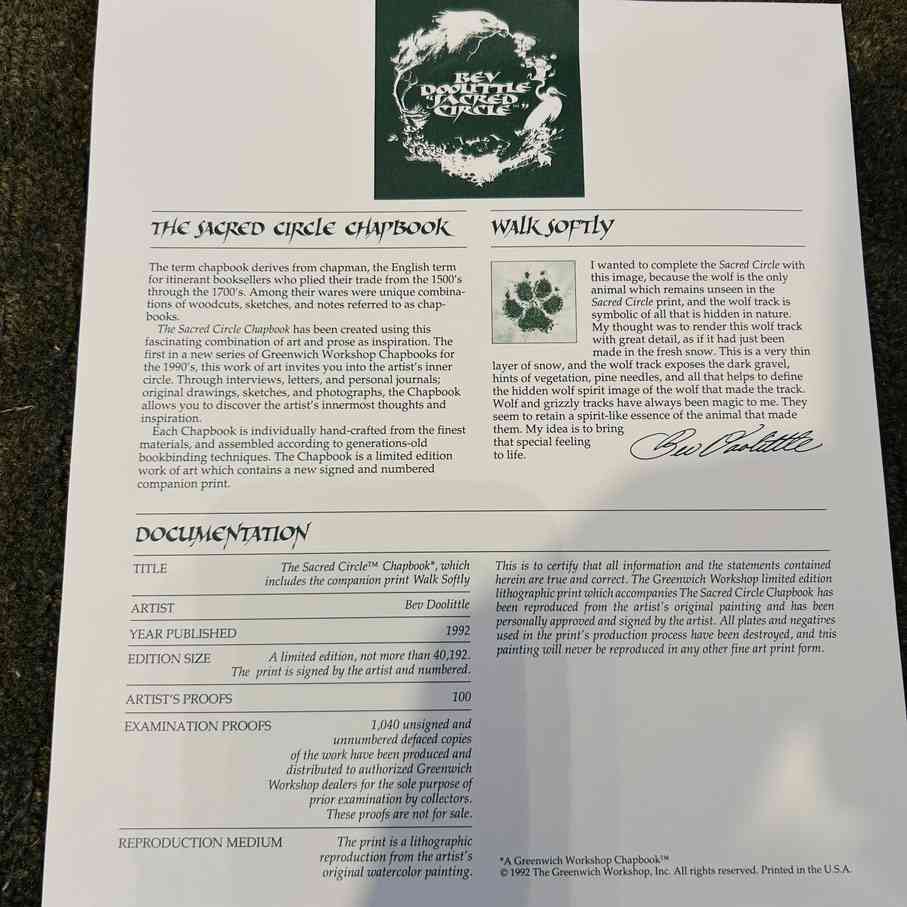 BEV
DOOLITTLE
"SACRED
CIRCLE"™
THE SACRED CIRCLE CHAPBOOK
The term chapbook derives from chapman, the English term
for itinerant booksellers who plied their trade from the 1500's
through the 1700's. Among their wares were unique combina-
tions of woodcuts, sketches, and notes referred to as chap-
books.
The Sacred Circle Chapbook has been created using this
fascinating combination of art and prose as inspiration. The
first in a new series of Greenwich Workshop Chapbooks for
the 1990's, this work of art invites you into the artist's inner
circle. Through interviews, letters, and personal journals;
original drawings, sketches, and photographs, the Chapbook
allows you to discover the artist's innermost thoughts and
inspiration.
Each Chapbook is individually hand-crafted from the finest
materials, and assembled according to generations-old
bookbinding techniques. The Chapbook is a limited edition
work of art which contains a new signed and numbered
companion print.
WALK SOFTLY
I wanted to complete the Sacred Circle with
this image, because the wolf is the only
animal which remains unseen in the
Sacred Circle print, and the wolf track is
symbolic of all that is hidden in nature.
My thought was to render this wolf track
with great detail, as if it had just been
made in the fresh snow. This is a very thin
layer of snow, and the wolf track exposes the dark gravel,
hints of vegetation, pine needles, and all that helps to define
the hidden wolf spirit image of the wolf that made the track.
Wolf and grizzly tracks have always been magic to me. They
seem to retain a spirit-like essence of the animal that made
them. My idea is to bring
that special feeling
to life.
Bev Doolittle
DOCUMENTATION
TITLE The Sacred Circle™ Chapbook*, which
includes the companion print Walk Softly
ARTIST Bev Doolittle
YEAR PUBLISHED 1992
EDITION SIZE A limited edition, not more than 40,192.
The print is signed by the artist and numbered.
ARTIST'S PROOFS 100
EXAMINATION PROOFS 1,040 unsigned and
unnumbered defaced copies
of the work have been produced and
distributed to authorized Greenwich
Workshop dealers for the sole purpose of
prior examination by collectors.
These proofs are not for sale.
REPRODUCTION MEDIUM The print is a lithographic
reproduction from the artist's
original watercolor painting.
This is to certify that all information and the statements contained
herein are true and correct. The Greenwich Workshop limited edition
lithographic print which accompanies The Sacred Circle Chapbook has
been reproduced from the artist's original painting and has been
personally approved and signed by the artist. All plates and negatives
used in the print's production process have been destroyed, and this
painting will never be reproduced in any other fine art print form.
*A Greenwich Workshop Chapbook™
© 1992 The Greenwich Workshop, Inc. All rights reserved. Printed in the U.S.A.